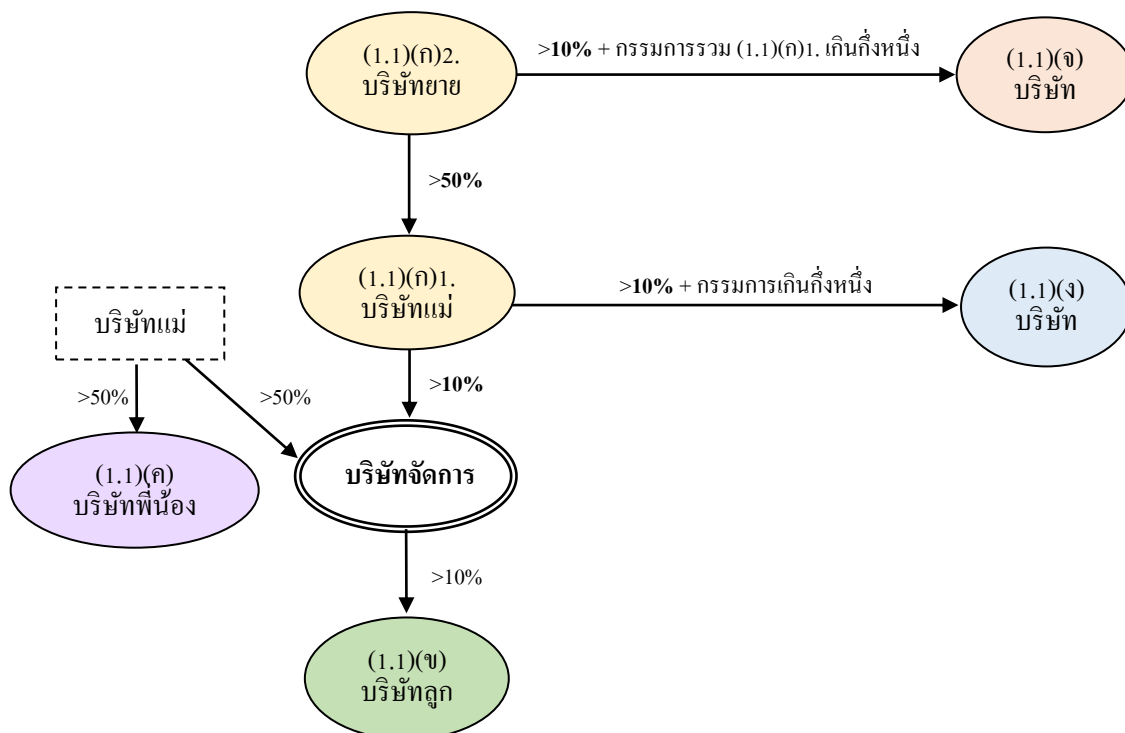 (1.1)(ก)2.
บริษัทยาย
>10% + กรรมการรวม (1.1)(ก)1. เกินกึ่งหนึ่ง
(1.1)(จ)
บริษัท
>50%
(1.1)(ก)1.
บริษัทแม่
>10% + กรรมการเกินกึ่งหนึ่ง
(1.1)(ง)
บริษัท
บริษัทแม่
>50%
>50%
>10%
(1.1)(ค)
บริษัทพี่น้อง
บริษัทจัดการ
>10%
(1.1)(ข)
บริษัทลูก